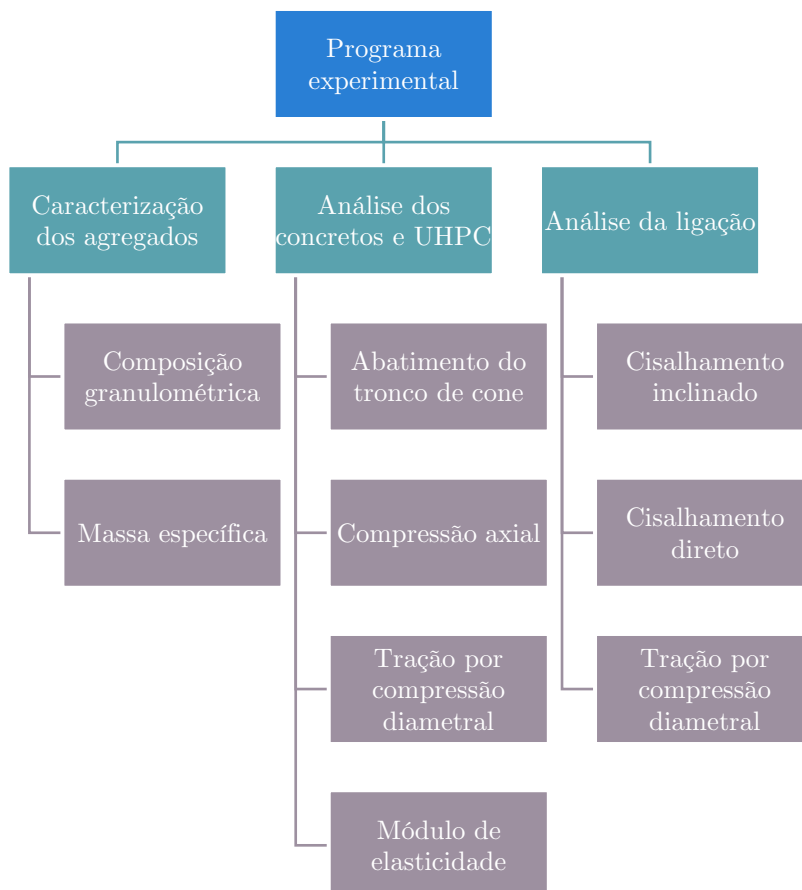 Programa
experimental
Caracterização
dos agregados
Análise dos
concretos e UHPC
Análise da ligação
Composição
granulométrica
Massa específica
Abatimento do
tronco de cone
Compressão axial
Tração por
compressão
diametral
Módulo de
elasticidade
Cisalhamento
inclinado
Cisalhamento
direto
Tração por
compressão
diametral